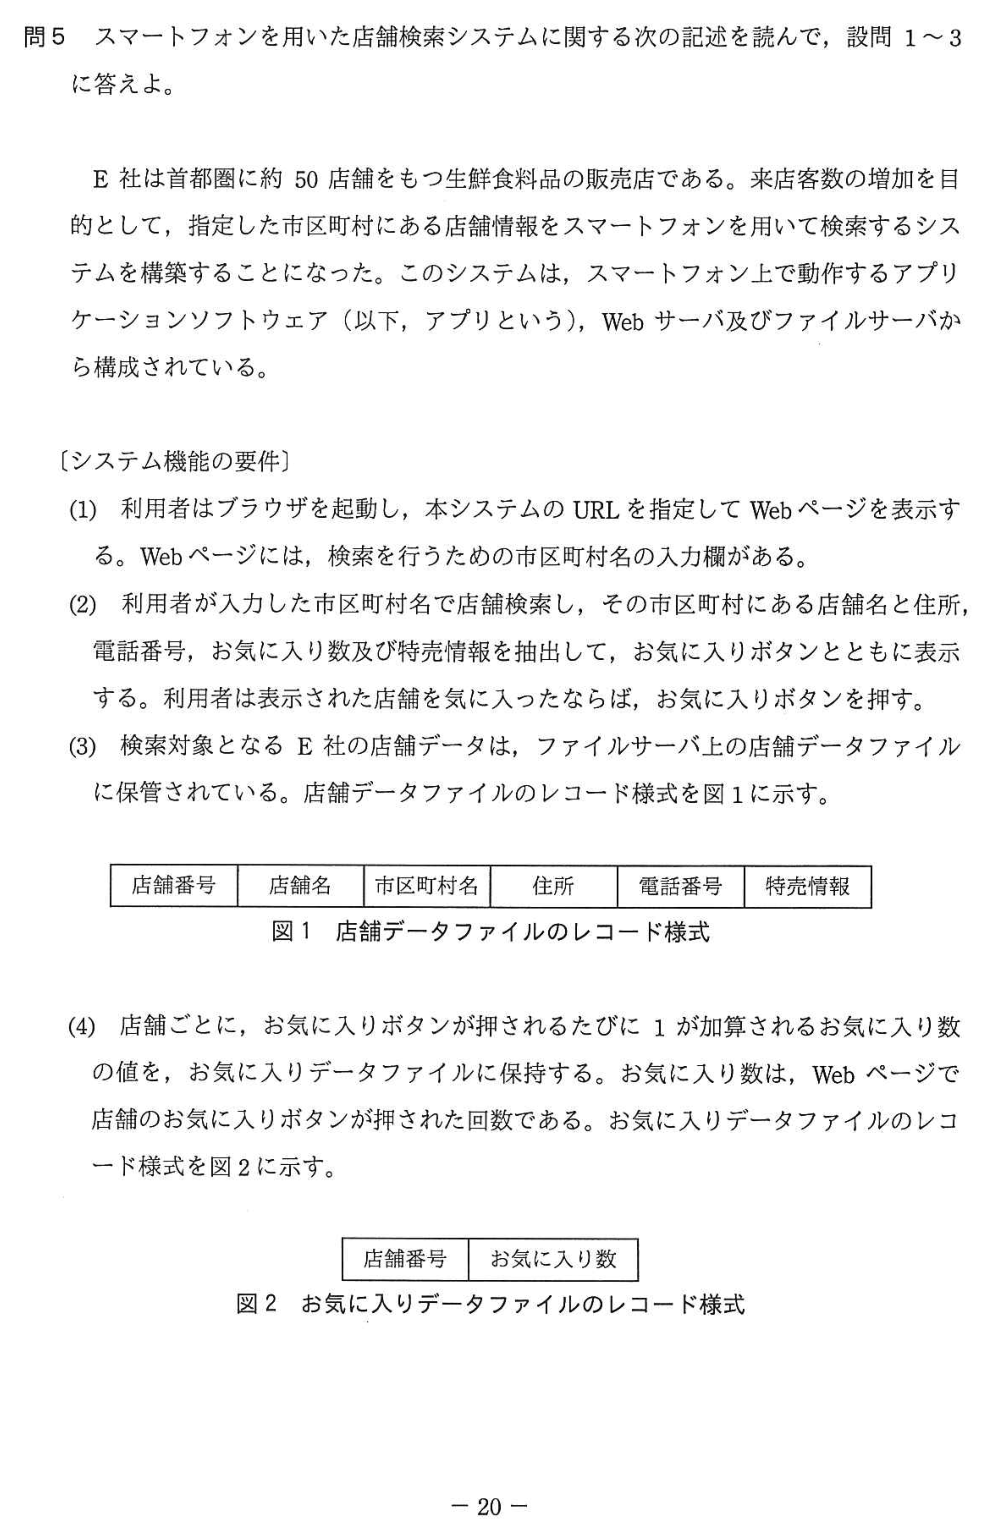 問5　スマートフォンを用いた店舗検索システムに関する次の記述を読んで，設問 1～3
に答えよ。
E 社は首都圏に約 50 店舗をもつ生鮮食料品の販売店である。来店客数の増加を目
的として，指定した市区町村にある店舗情報をスマートフォンを用いて検索するシス
テムを構築することになった。このシステムは，スマートフォン上で動作するアプリ
ケーションソフトウェア（以下，アプリという），Web サーバ及びファイルサーバか
ら構成されている。
〔システム機能の要件〕
(1)　利用者はブラウザを起動し，本システムの URL を指定して Web ページを表示す
る。Web ページには，検索を行うための市区町村名の入力欄がある。
(2)　利用者が入力した市区町村名で店舗検索し，その市区町村にある店舗名と住所，
電話番号，お気に入り数及び特売情報を抽出して，お気に入りボタンとともに表示
する。利用者は表示された店舗を気に入ったならば，お気に入りボタンを押す。
(3)　検索対象となる E 社の店舗データは，ファイルサーバ上の店舗データファイル
に保管されている。店舗データファイルのレコード様式を図 1 に示す。
店舗番号　店舗名　市区町村名　住所　電話番号　特売情報
図 1　店舗データファイルのレコード様式
(4)　店舗ごとに，お気に入りボタンが押されるたびに 1 が加算されるお気に入り数
の値を，お気に入りデータファイルに保持する。お気に入り数は，Web ページで
店舗のお気に入りボタンが押された回数である。お気に入りデータファイルのレコ
ード様式を図 2 に示す。
店舗番号　お気に入り数
図 2　お気に入りデータファイルのレコード様式
－ 20 －